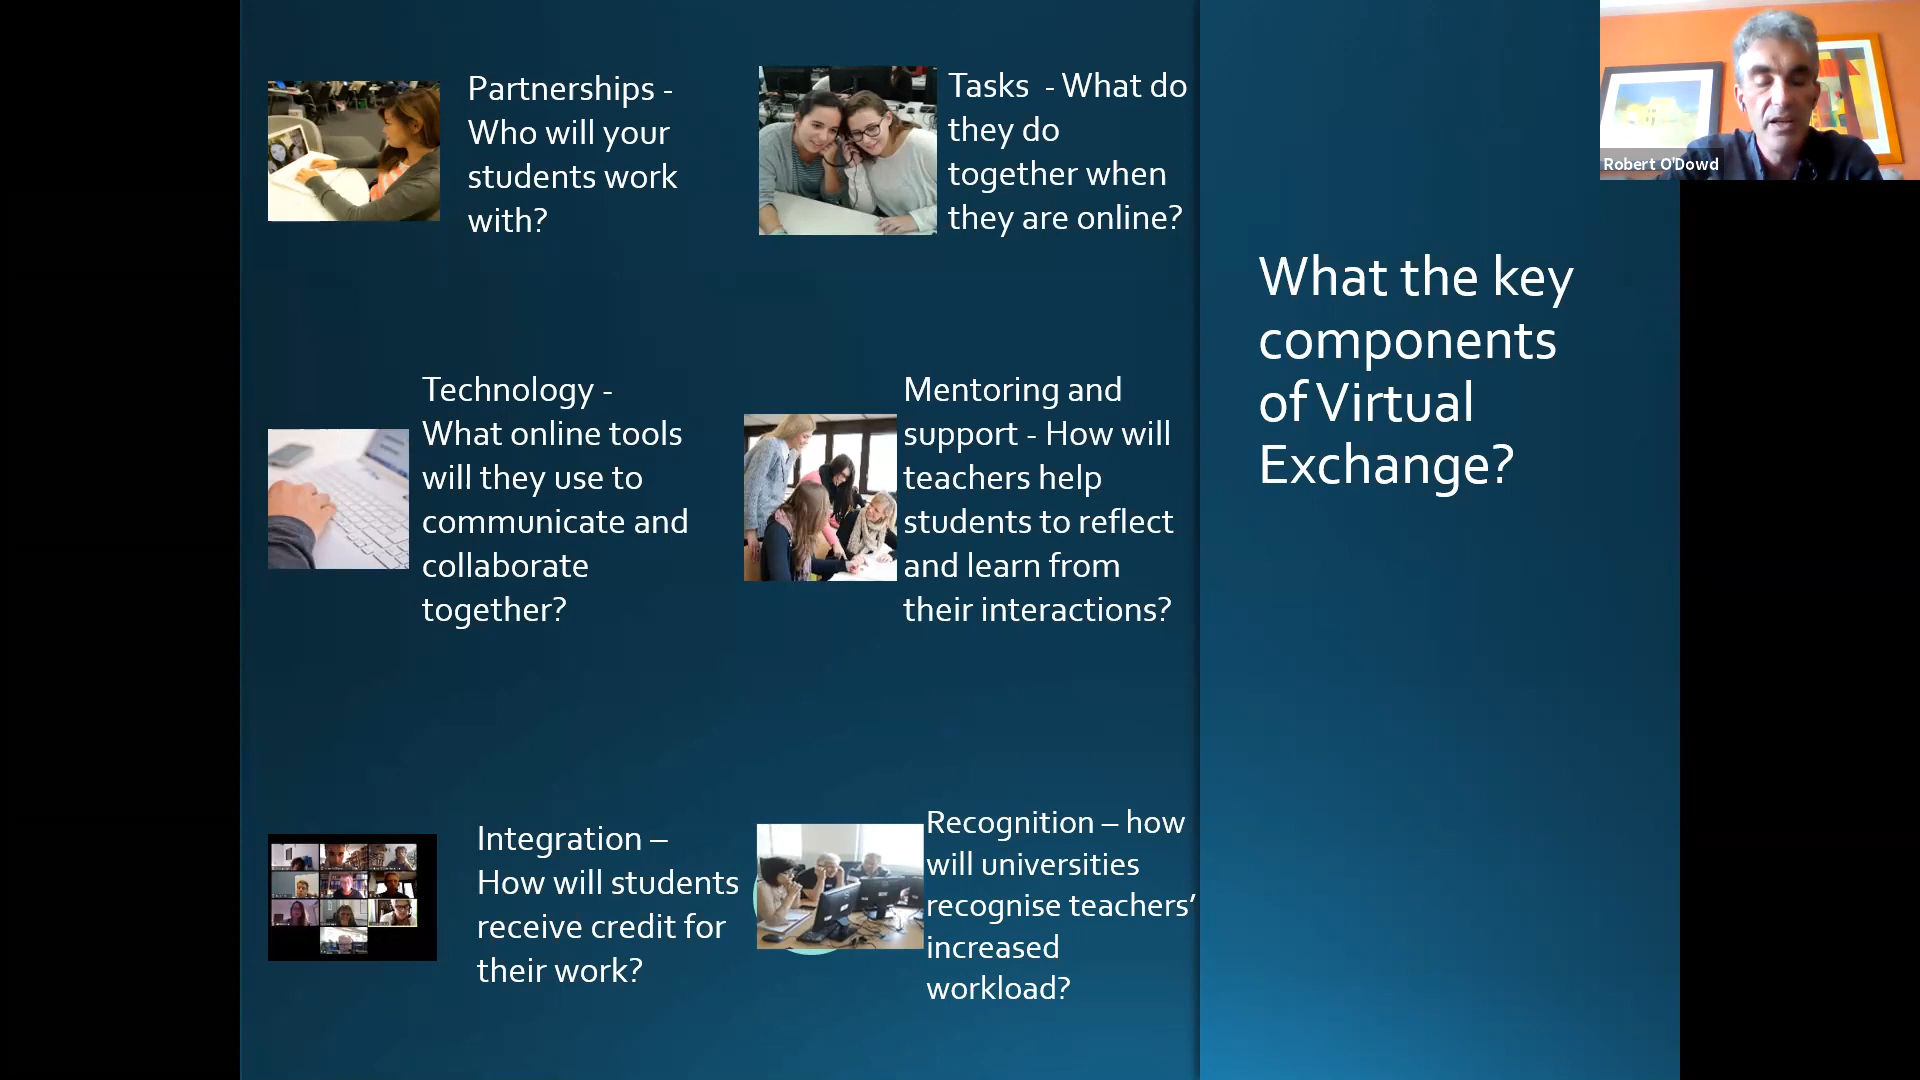 Partnerships -
Who will your
students work
with?
Tasks - What do
they do
together when
they are online?
Technology -
What online tools
will they use to
communicate and
collaborate
together?
Mentoring and
support - How will
teachers help
students to reflect
and learn from
their interactions?
Integration –
How will students
receive credit for
their work?
Recognition – how
will universities
recognise teachers’
increased
workload?
What the key
components
of Virtual
Exchange?
Robert O'Dowd